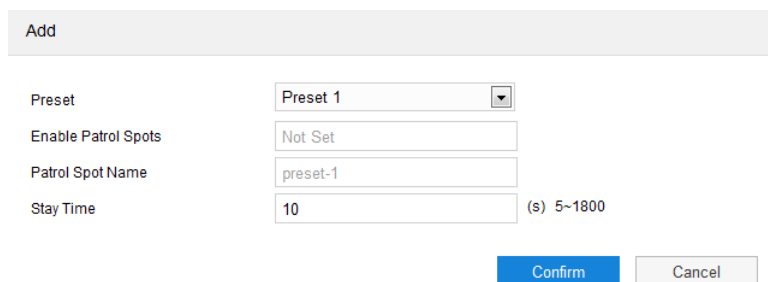 Add
Preset Preset 1
Enable Patrol Spots Not Set
Patrol Spot Name preset-1
Stay Time 10 (s) 5~1800
Confirm Cancel